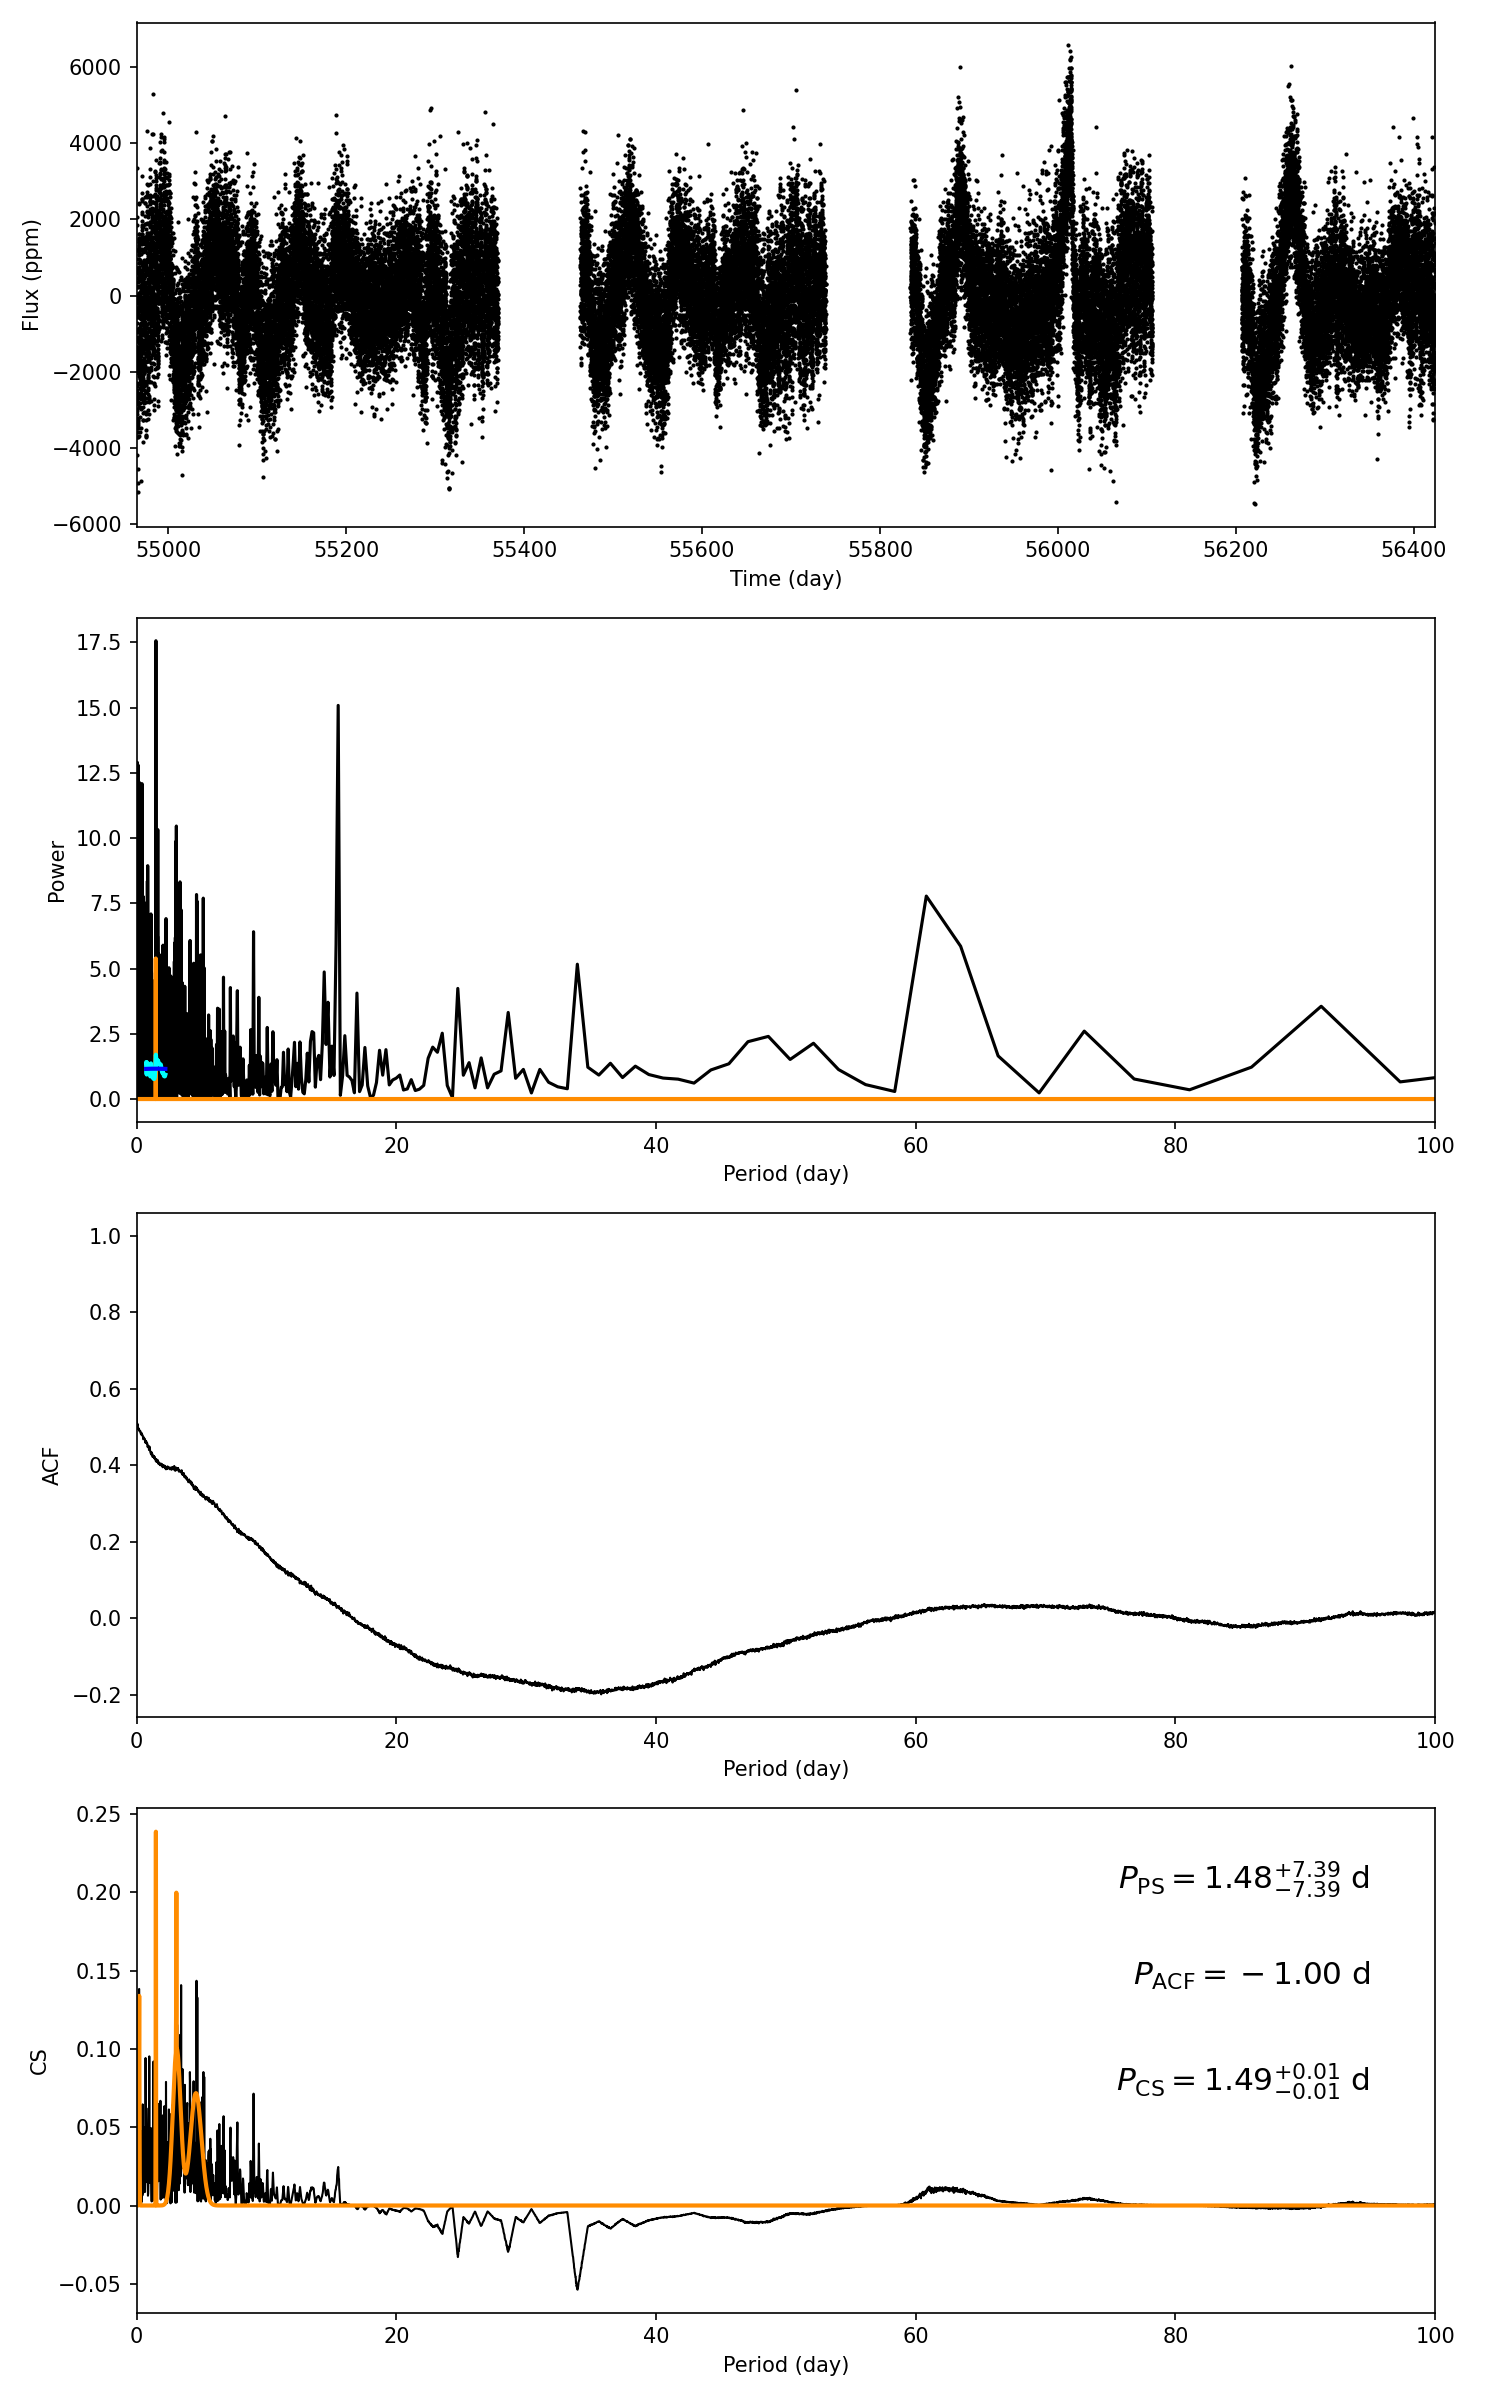 6000
4000
2000
0
−2000
−4000
−6000
Flux (ppm)
55000 55200 55400 55600 55800 56000 56200 56400
Time (day)
17.5
15.0
12.5
10.0
7.5
5.0
2.5
0.0
Power
0 20 40 60 80 100
Period (day)
1.0
0.8
0.6
0.4
0.2
0.0
−0.2
ACF
0 20 40 60 80 100
Period (day)
0.25
0.20
0.15
0.10
0.05
0.00
−0.05
CS
P_PS = 1.48^{+7.39}_{−7.39} d
P_ACF = −1.00 d
P_CS = 1.49^{+0.01}_{−0.01} d
0 20 40 60 80 100
Period (day)